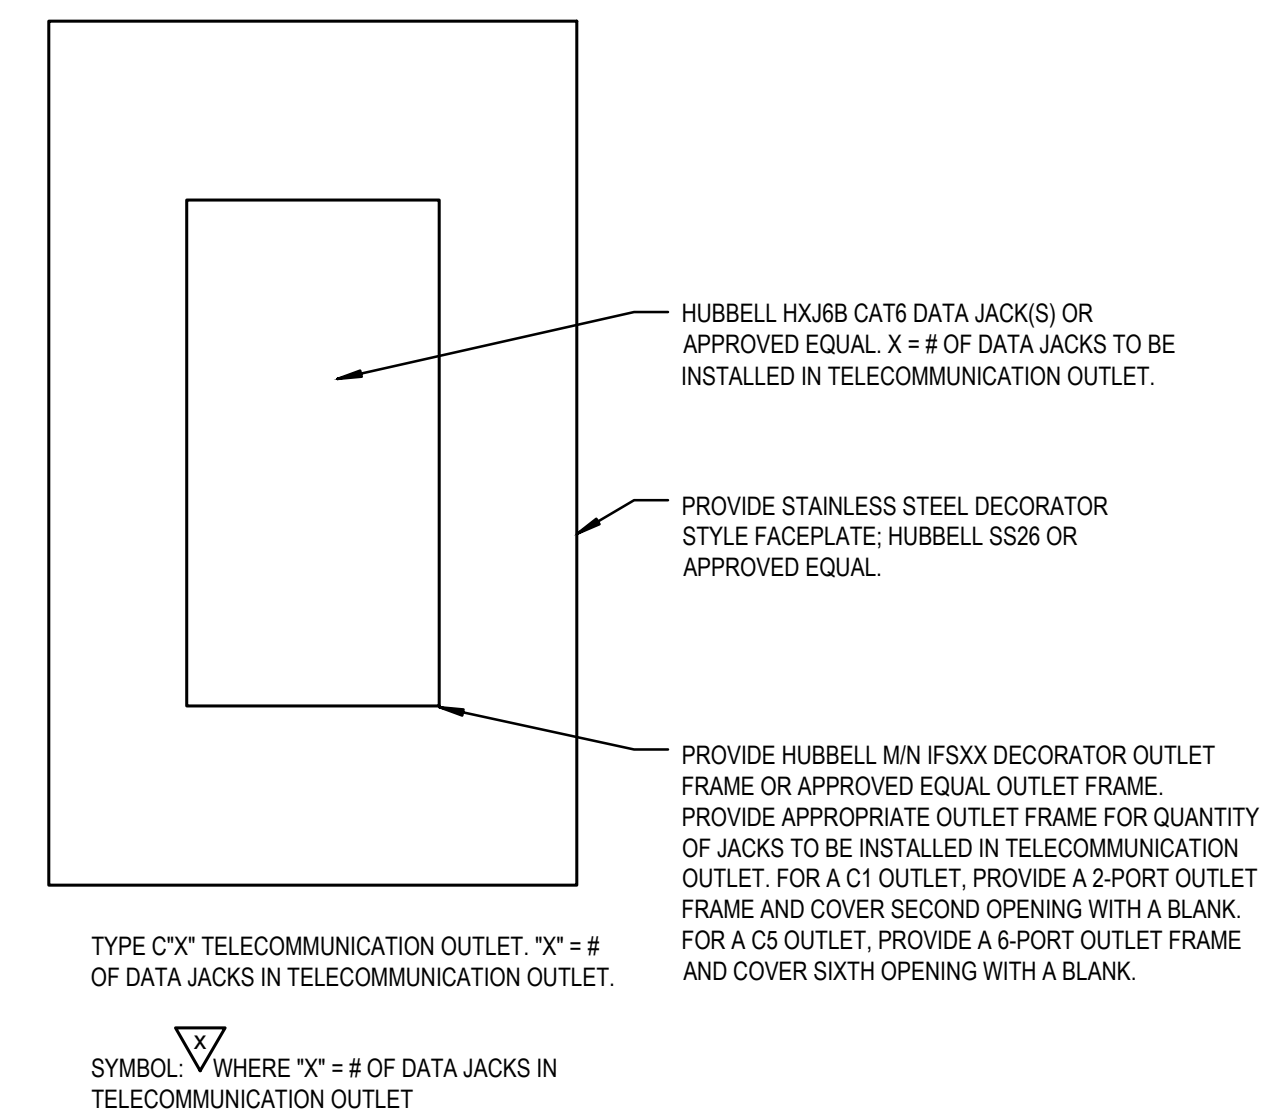 HUBBELL HXJ6B CAT6 DATA JACK(S) OR
APPROVED EQUAL. X = # OF DATA JACKS TO BE
INSTALLED IN TELECOMMUNICATION OUTLET.
PROVIDE STAINLESS STEEL DECORATOR
STYLE FACEPLATE; HUBBELL SS26 OR
APPROVED EQUAL.
PROVIDE HUBBELL M/N IFSXX DECORATOR OUTLET
FRAME OR APPROVED EQUAL OUTLET FRAME.
PROVIDE APPROPRIATE OUTLET FRAME FOR QUANTITY
OF JACKS TO BE INSTALLED IN TELECOMMUNICATION
OUTLET. FOR A C1 OUTLET, PROVIDE A 2-PORT OUTLET
FRAME AND COVER SECOND OPENING WITH A BLANK.
FOR A C5 OUTLET, PROVIDE A 6-PORT OUTLET FRAME
AND COVER SIXTH OPENING WITH A BLANK.
TYPE C"X" TELECOMMUNICATION OUTLET. "X" = #
OF DATA JACKS IN TELECOMMUNICATION OUTLET.
SYMBOL: X WHERE "X" = # OF DATA JACKS IN
TELECOMMUNICATION OUTLET